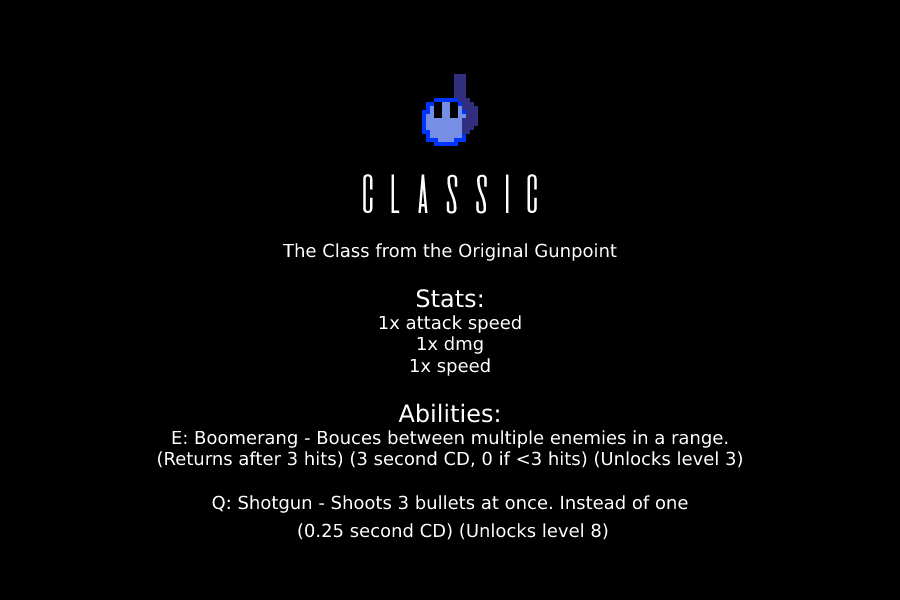 CLASSIC
The Class from the Original Gunpoint
Stats:
1x attack speed
1x dmg
1x speed
Abilities:
E: Boomerang - Bouces between multiple enemies in a range.
(Returns after 3 hits) (3 second CD, 0 if <3 hits) (Unlocks level 3)
Q: Shotgun - Shoots 3 bullets at once. Instead of one
(0.25 second CD) (Unlocks level 8)